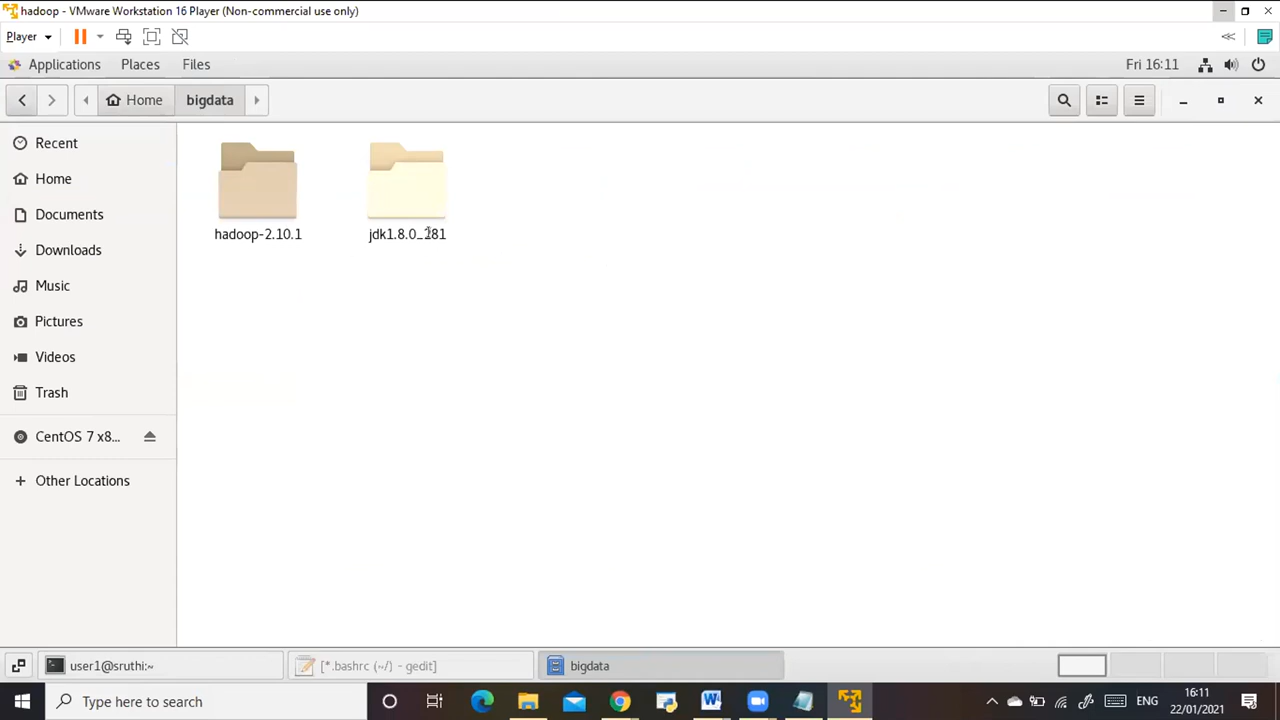 hadoop - VMware Workstation 16 Player (Non-commercial use only)
Player
Applications Places Files Fri 16:11
Home bigdata
Recent
Home
Documents
Downloads
Music
Pictures
Videos
Trash
CentOS 7 x8...
Other Locations
hadoop-2.10.1
jdk1.8.0_281
user1@sruthi:~ [*.bashrc (~/) - gedit] bigdata
Type here to search
ENG
16:11
22/01/2021